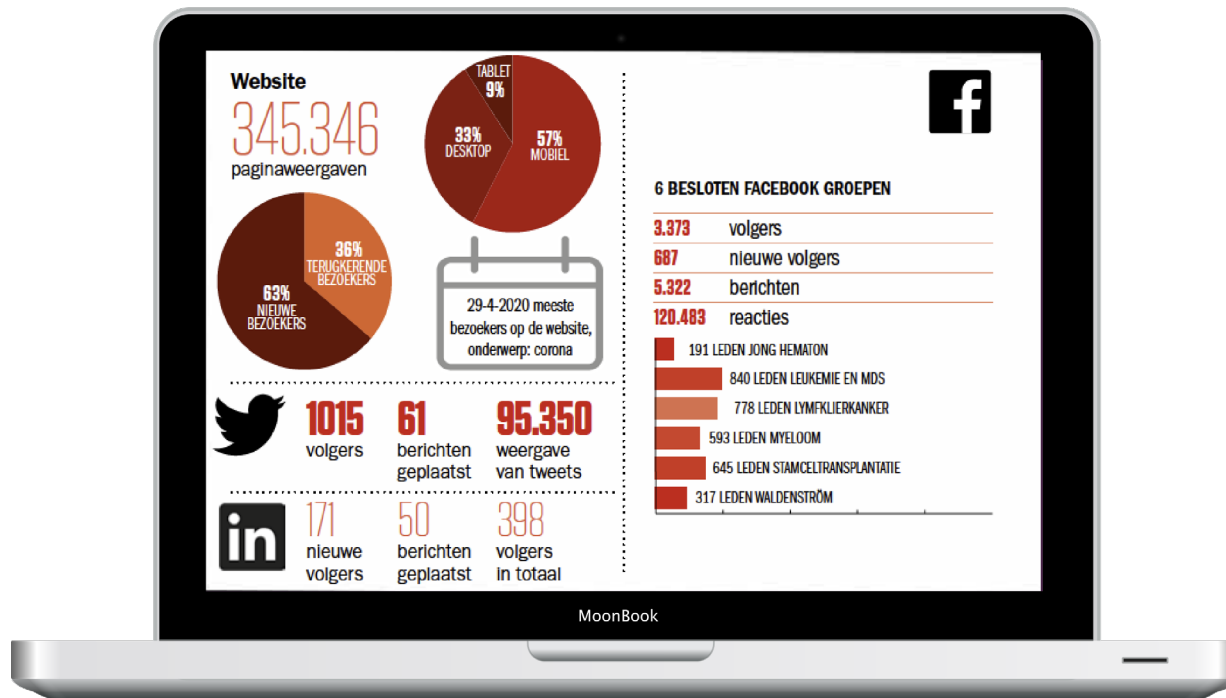 Website
345.346
paginaweergaven
TABLET
9%
33%
DESKTOP
57%
MOBIEL
36%
TERUGKERENDE
BEZOEKERS
63%
NIEUWE
BEZOEKERS
29-4-2020 meeste
bezoekers op de website,
onderwerp: corona
1015
volgers
61
berichten
geplaatst
95.350
weergave
van tweets
in
171
nieuwe
volgers
50
berichten
geplaatst
398
volgers
in totaal
f
6 BESLOTEN FACEBOOK GROEPEN
3.373 volgers
687 nieuwe volgers
5.322 berichten
120.483 reacties
191 LEDEN JONG HEMATON
840 LEDEN LEUKEMIE EN MDS
778 LEDEN LYMFKLIERKANKER
593 LEDEN MYELOOM
645 LEDEN STAMCELTRANSPLANTATIE
317 LEDEN WALDENSTRÖM
MoonBook